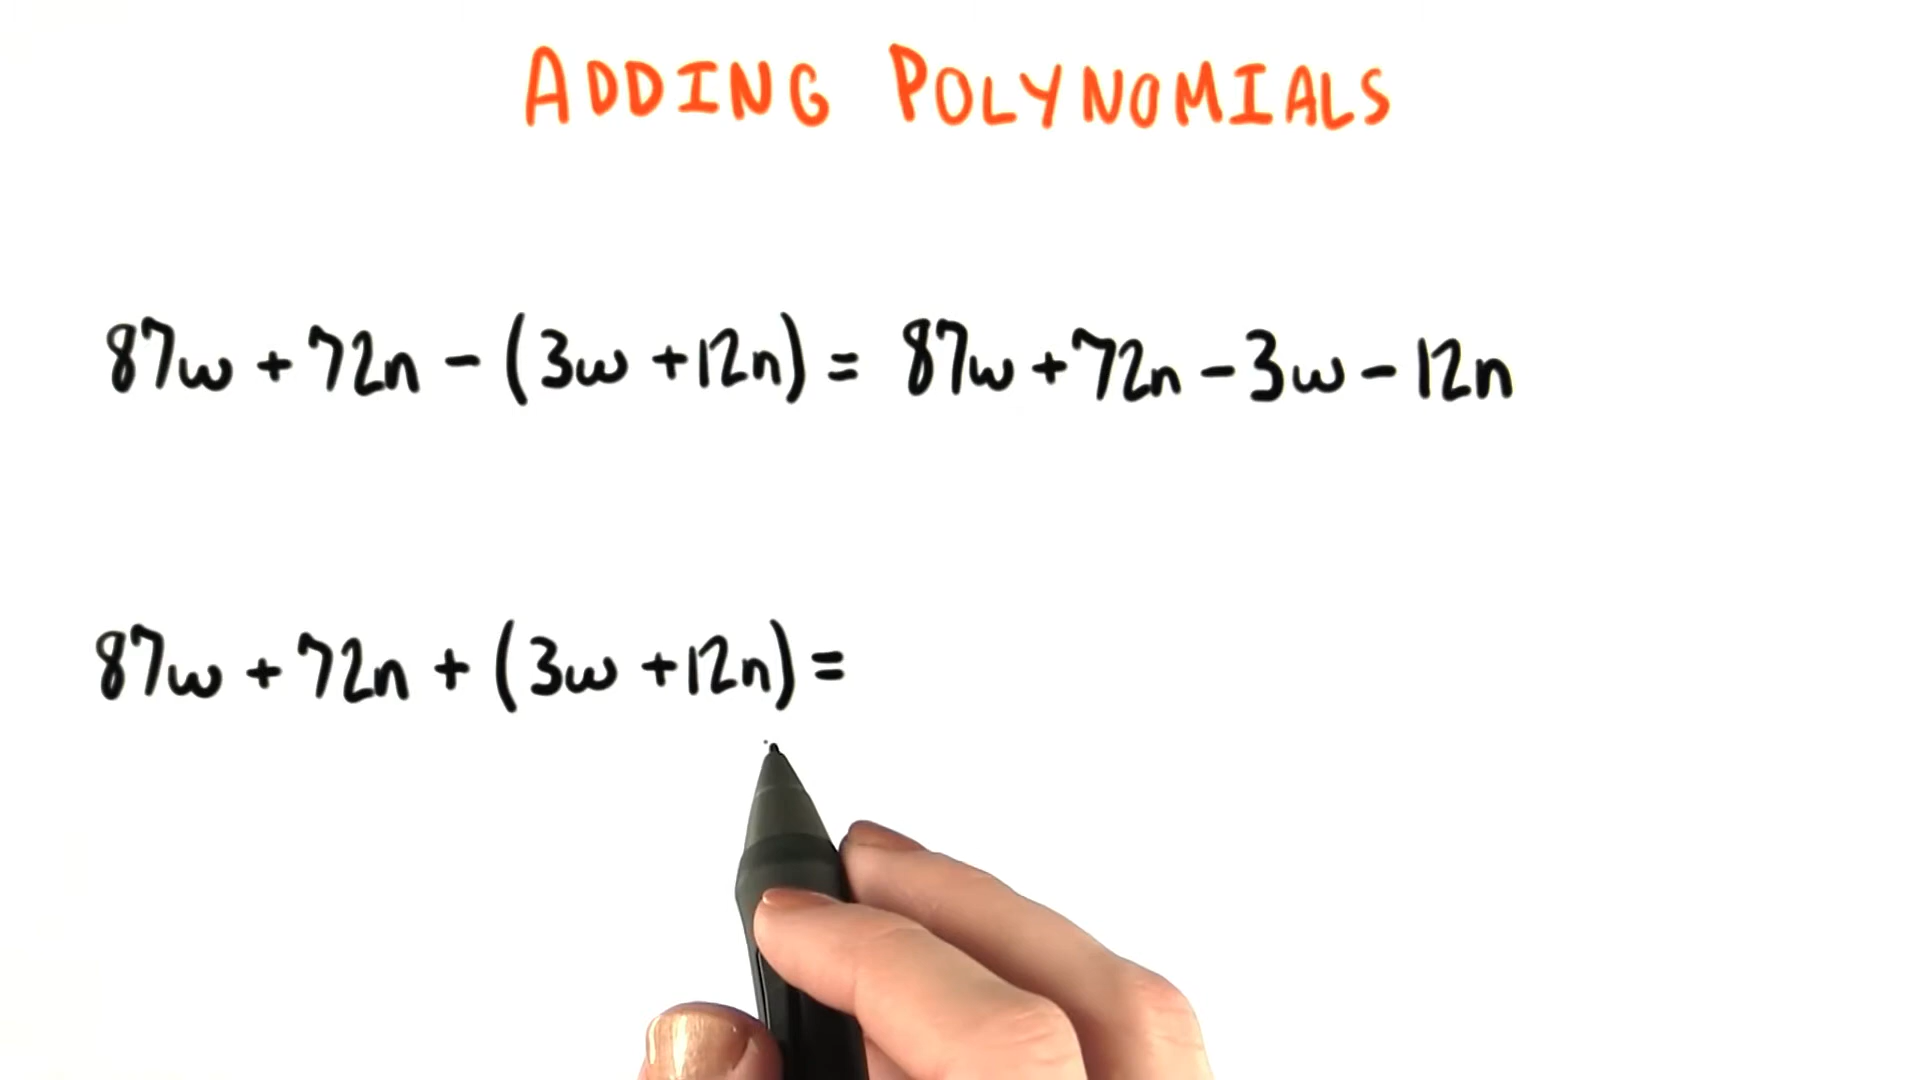 ADDING POLYNOMIALS
87w + 72n - (3w + 12n) = 87w + 72n - 3w - 12n
87w + 72n + (3w + 12n) =